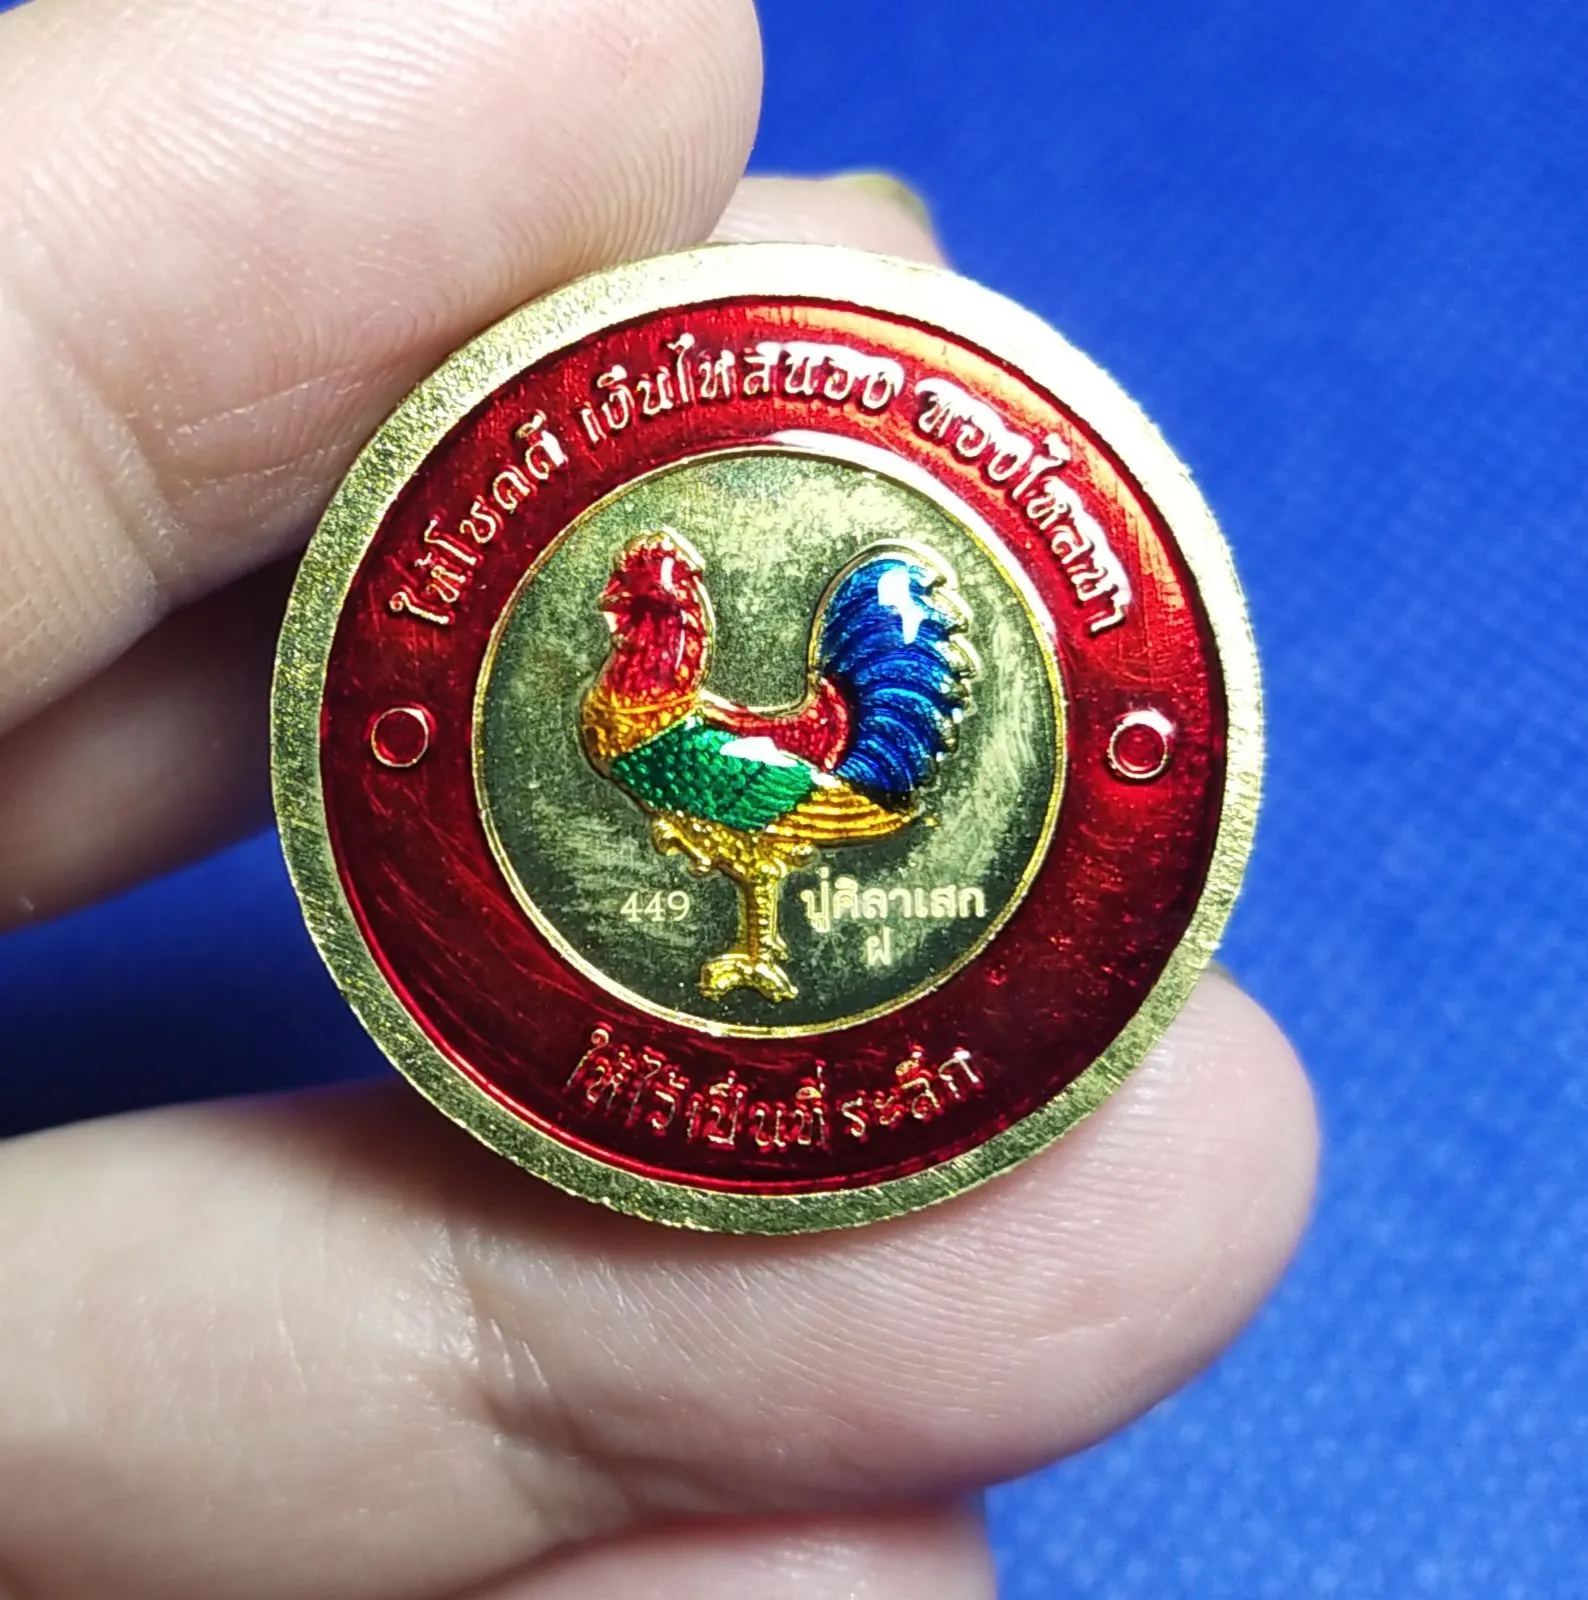 ให้โชคดี เงินไหลนอง ทองไหลมา
449 ปู่ศิลาเสก
ฝ
ให้ไว้เป็นที่ระลึก